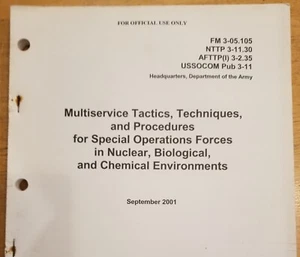 FOR OFFICIAL USE ONLY
FM 3-05.105
NTTP 3-11.30
AFTTP(I) 3-2.35
USSOCOM Pub 3-11
Headquarters, Department of the Army
Multiservice Tactics, Techniques,
and Procedures
for Special Operations Forces
in Nuclear, Biological,
and Chemical Environments
September 2001